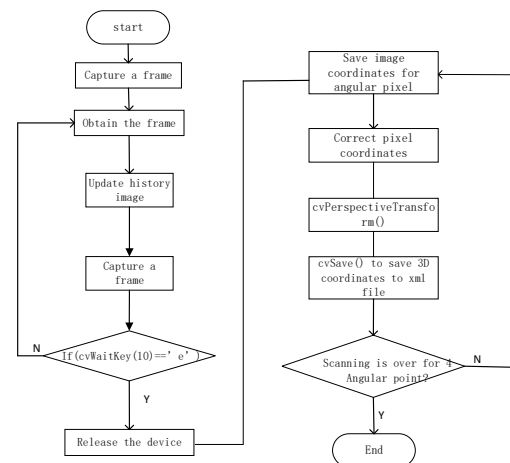 start
Capture a frame
Obtain the frame
Update history
image
Capture a
frame
If(cvWaitKey(10)==’e’)
N
Y
Release the device
Save image
coordinates for
angular pixel
Correct pixel
coordinates
cvPerspectiveTransfo
rm()
cvSave() to save 3D
coordinates to xml
file
Scanning is over for 4
Angular point?
N
Y
End